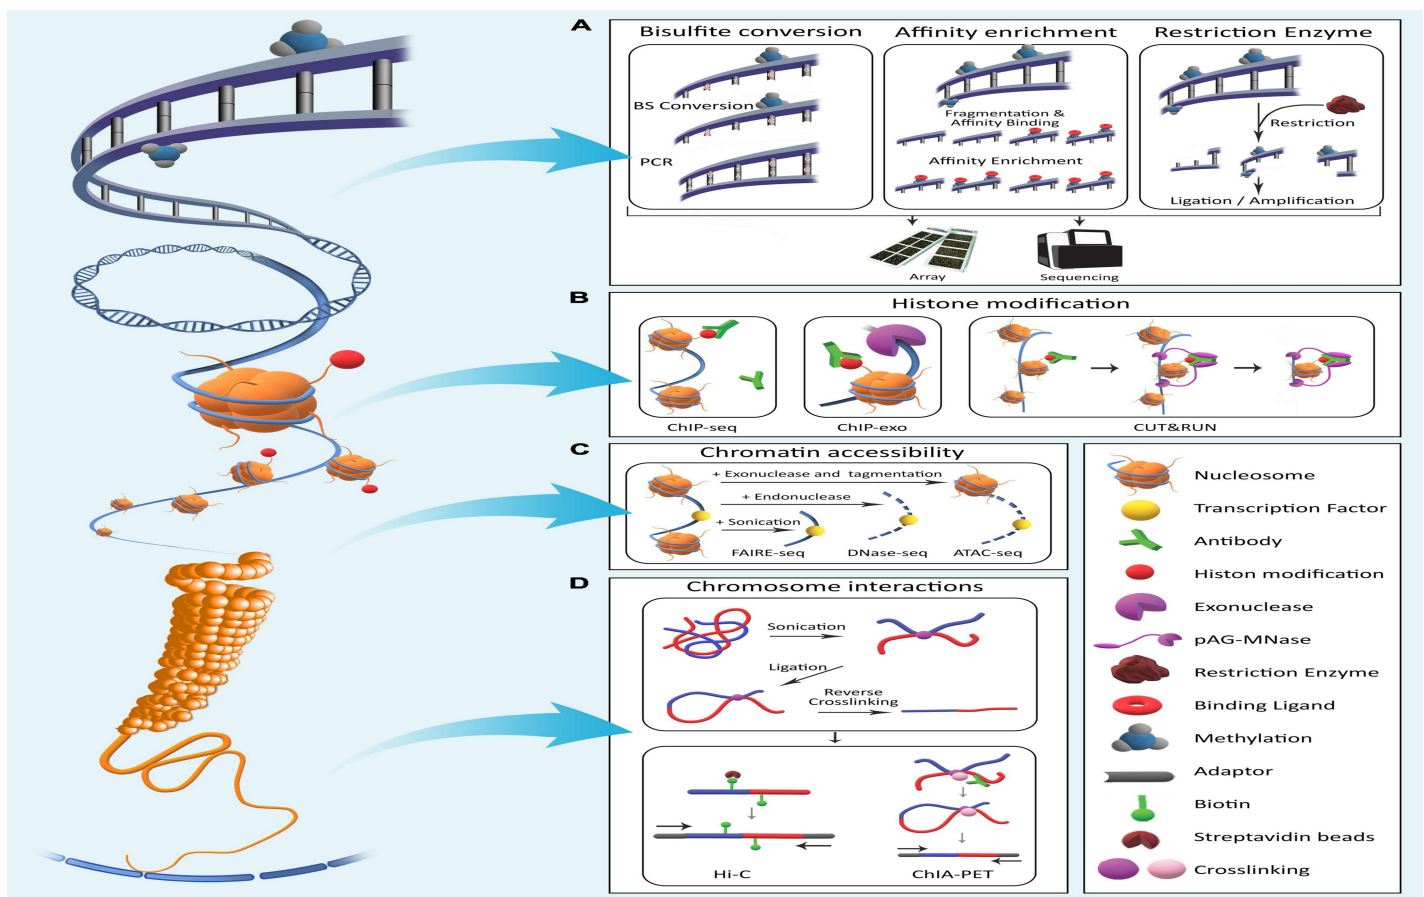 A
Bisulfite conversion
Affinity enrichment
Restriction Enzyme
BS Conversion
PCR
Fragmentation &
Affinity Binding
Affinity Enrichment
Restriction
Ligation / Amplification
Array
Sequencing
B
Histone modification
ChIP-seq
ChIP-exo
CUT&RUN
C
Chromatin accessibility
+ Exonuclease and tagmentation
+ Endonuclease
+ Sonication
FAIRE-seq
DNase-seq
ATAC-seq
D
Chromosome interactions
Sonication
Ligation
Reverse
Crosslinking
Hi-C
ChIA-PET
Nucleosome
Transcription Factor
Antibody
Histon modification
Exonuclease
pAG-MNase
Restriction Enzyme
Binding Ligand
Methylation
Adaptor
Biotin
Streptavidin beads
Crosslinking